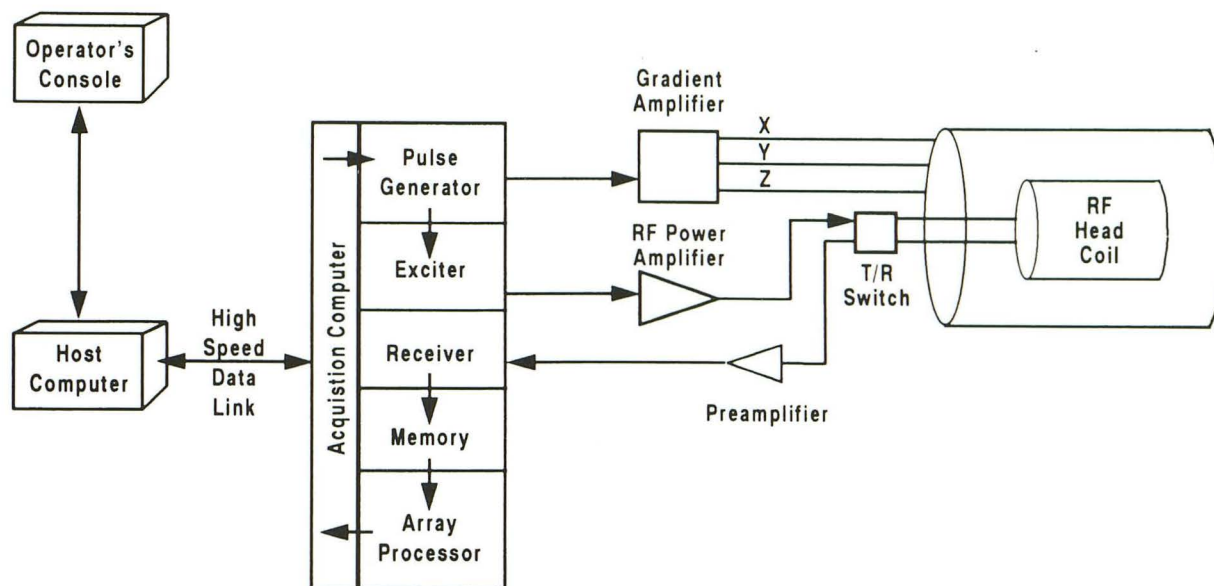 Operator's
Console
Host
Computer
High
Speed
Data
Link
Acquistion Computer
Pulse
Generator
Exciter
Receiver
Memory
Array
Processor
Gradient
Amplifier
X
Y
Z
RF Power
Amplifier
T/R
Switch
Preamplifier
RF
Head
Coil